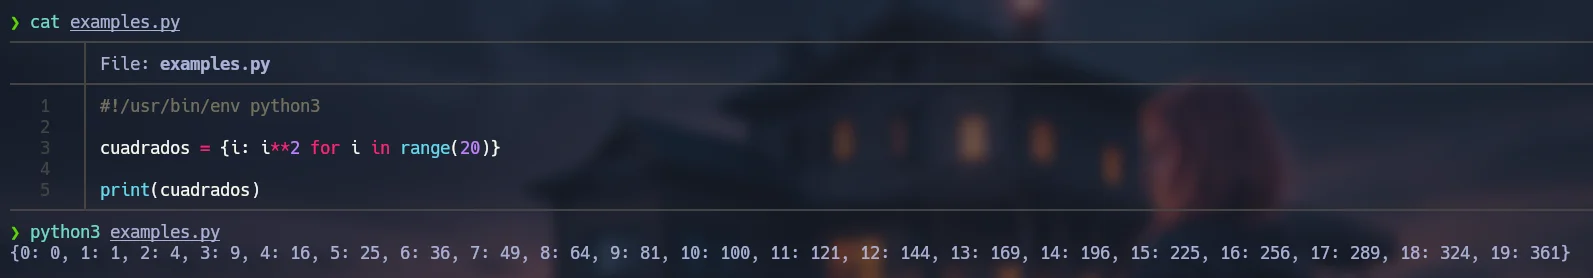 ❯ cat examples.py
File: examples.py
1 #!/usr/bin/env python3
2
3 cuadrados = {i: i**2 for i in range(20)}
4
5 print(cuadrados)
❯ python3 examples.py
{0: 0, 1: 1, 2: 4, 3: 9, 4: 16, 5: 25, 6: 36, 7: 49, 8: 64, 9: 81, 10: 100, 11: 121, 12: 144, 13: 169, 14: 196, 15: 225, 16: 256, 17: 289, 18: 324, 19: 361}